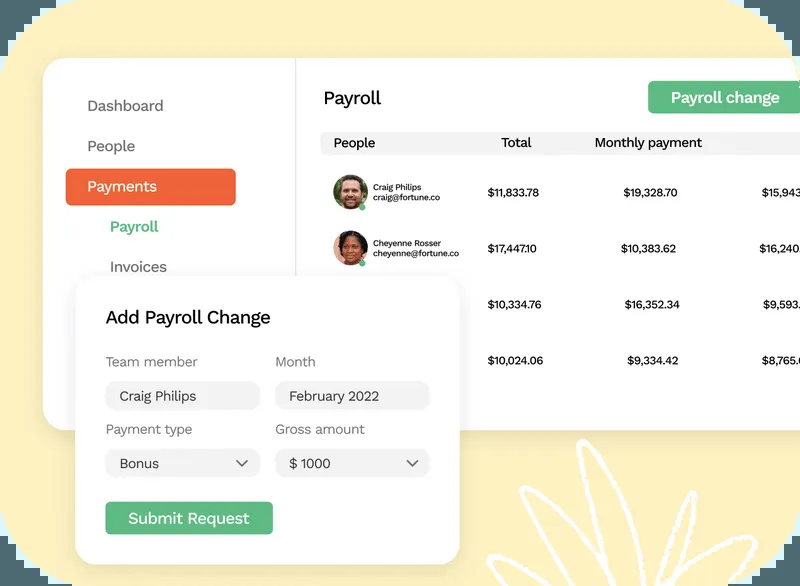 Dashboard
People
Payments
Payroll
Invoices
Payroll
Payroll change
People Total Monthly payment
Craig Philips
craig@fortune.co
$11,833.78 $19,328.70 $15,943
Cheyenne Rosser
cheyenne@fortune.co
$17,447.10 $10,383.62 $16,240.
$10,334.76 $16,352.34 $9,593.
$10,024.06 $9,334.42 $8,765.0
Add Payroll Change
Team member Month
Craig Philips February 2022
Payment type Gross amount
Bonus $ 1000
Submit Request